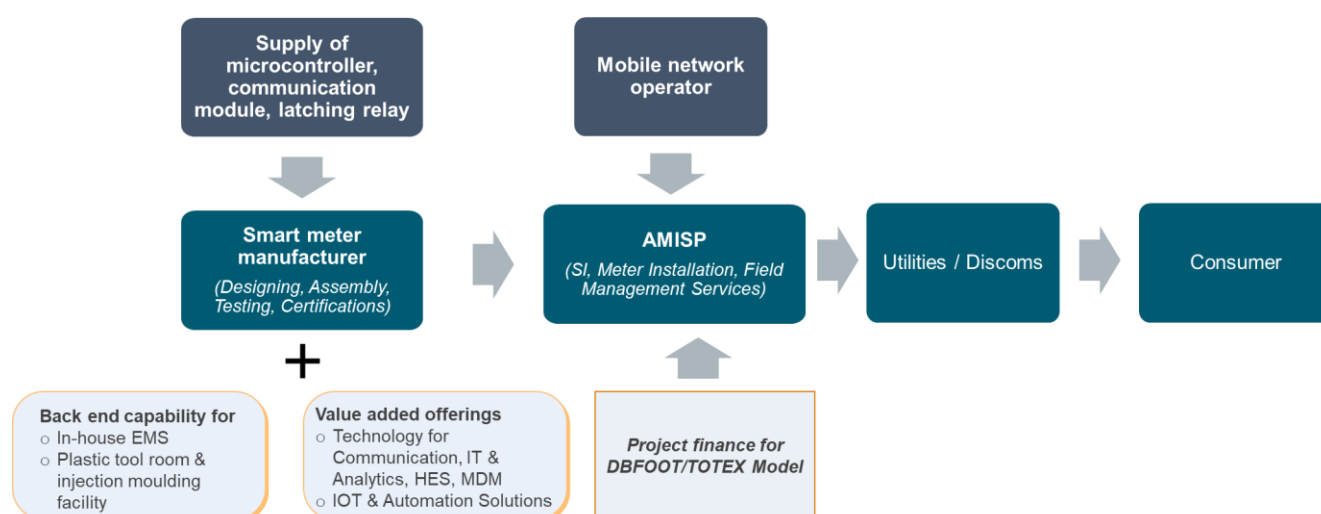 Supply of
microcontroller,
communication
module, latching relay
Mobile network
operator
Smart meter
manufacturer
(Designing, Assembly,
Testing, Certifications)
AMISP
(SI, Meter Installation, Field
Management Services)
Utilities / Discoms
Consumer
+
Back end capability for
o In-house EMS
o Plastic tool room &
injection moulding
facility
Value added offerings
o Technology for
Communication, IT &
Analytics, HES, MDM
o IOT & Automation Solutions
Project finance for
DBFOOT/TOTEX Model